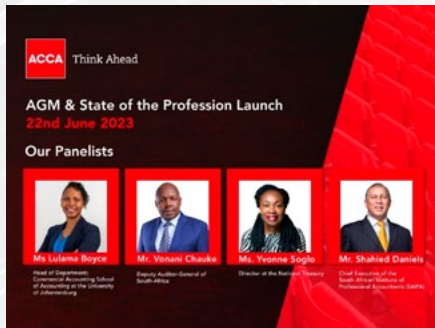 ACCA Think Ahead
AGM & State of the Profession Launch
22nd June 2023
Our Panelists
Ms Lulama Boyce
Head of Department:
Commercial Accounting School
of Accounting at the University
of Johannesburg
Mr. Vonani Chauke
Deputy Auditor-General of
South-Africa
Ms. Yvonne Soglo
Director at the National Treasury
Mr. Shahied Daniels
Chief Executive of the
South African Institute of
Professional Accountants (SAIPA)